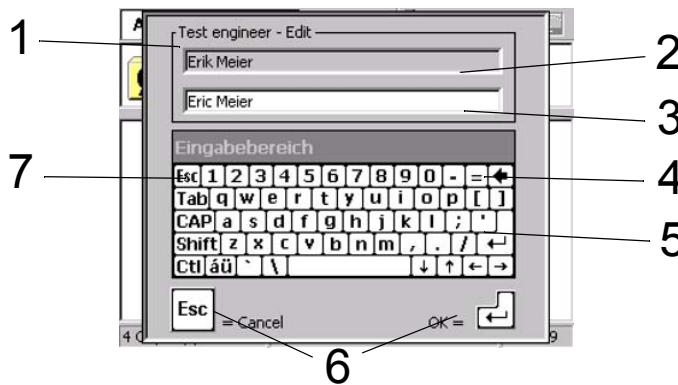 1
Test engineer - Edit
Erik Meier
2
Eric Meier
3
Eingabebereich
7
Esc 1 2 3 4 5 6 7 8 9 0 - =
4
Tab q w e r t y u i o p [ ]
CAP a s d f g h j k l ; '
5
Shift z x c v b n m , . /
Ctl áü ` \ ↓ ↑ ← →
Esc = Cancel OK =
6